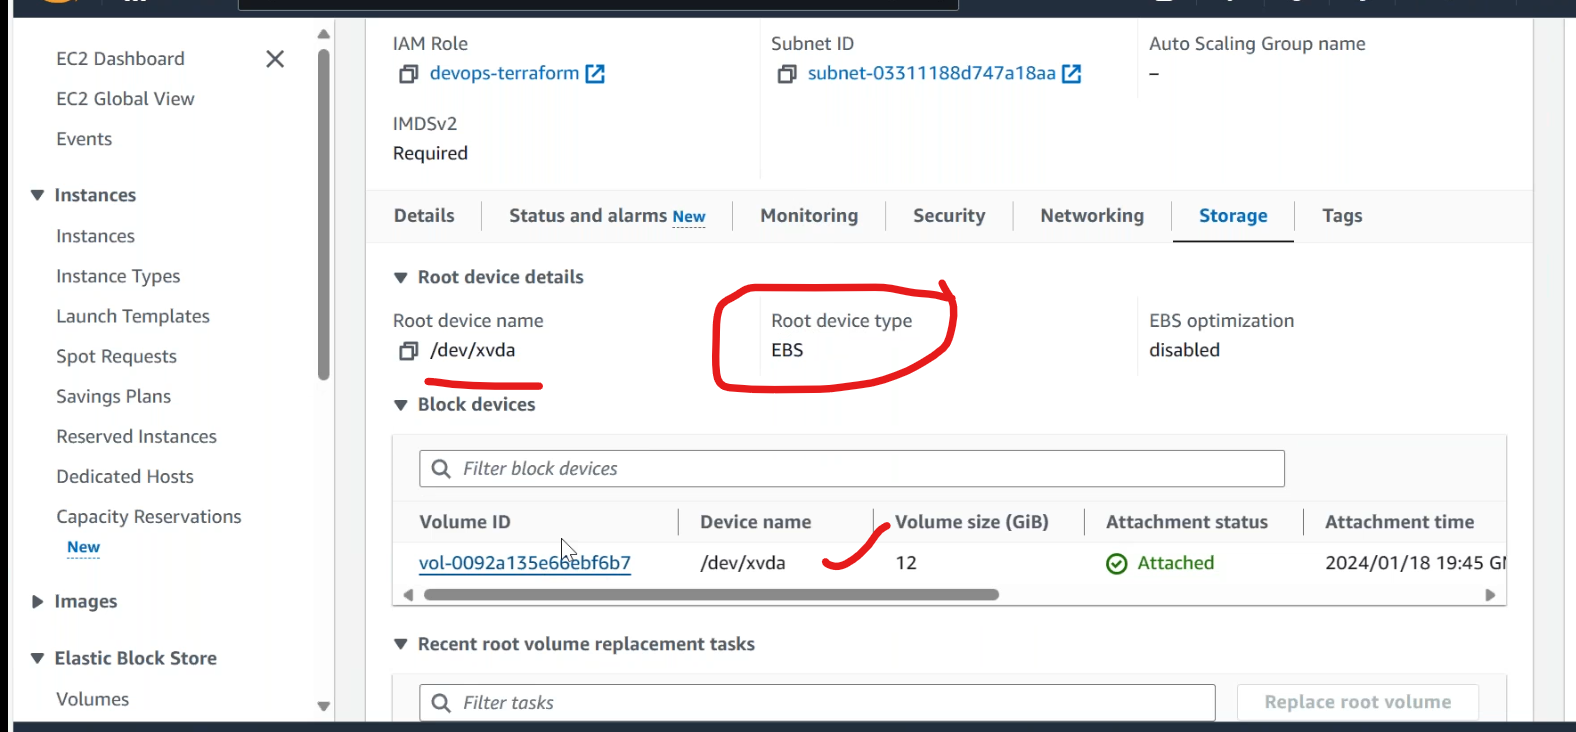 EC2 Dashboard
EC2 Global View
Events
Instances
Instances
Instance Types
Launch Templates
Spot Requests
Savings Plans
Reserved Instances
Dedicated Hosts
Capacity Reservations
New
Images
Elastic Block Store
Volumes
IAM Role
devops-terraform
Subnet ID
subnet-03311188d747a18aa
Auto Scaling Group name
–
IMDSv2
Required
Details Status and alarms New Monitoring Security Networking Storage Tags
Root device details
Root device name
/dev/xvda
Root device type
EBS
EBS optimization
disabled
Block devices
Filter block devices
Volume ID Device name Volume size (GiB) Attachment status Attachment time
vol-0092a135e66ebf6b7 /dev/xvda 12 Attached 2024/01/18 19:45
Recent root volume replacement tasks
Filter tasks
Replace root volume